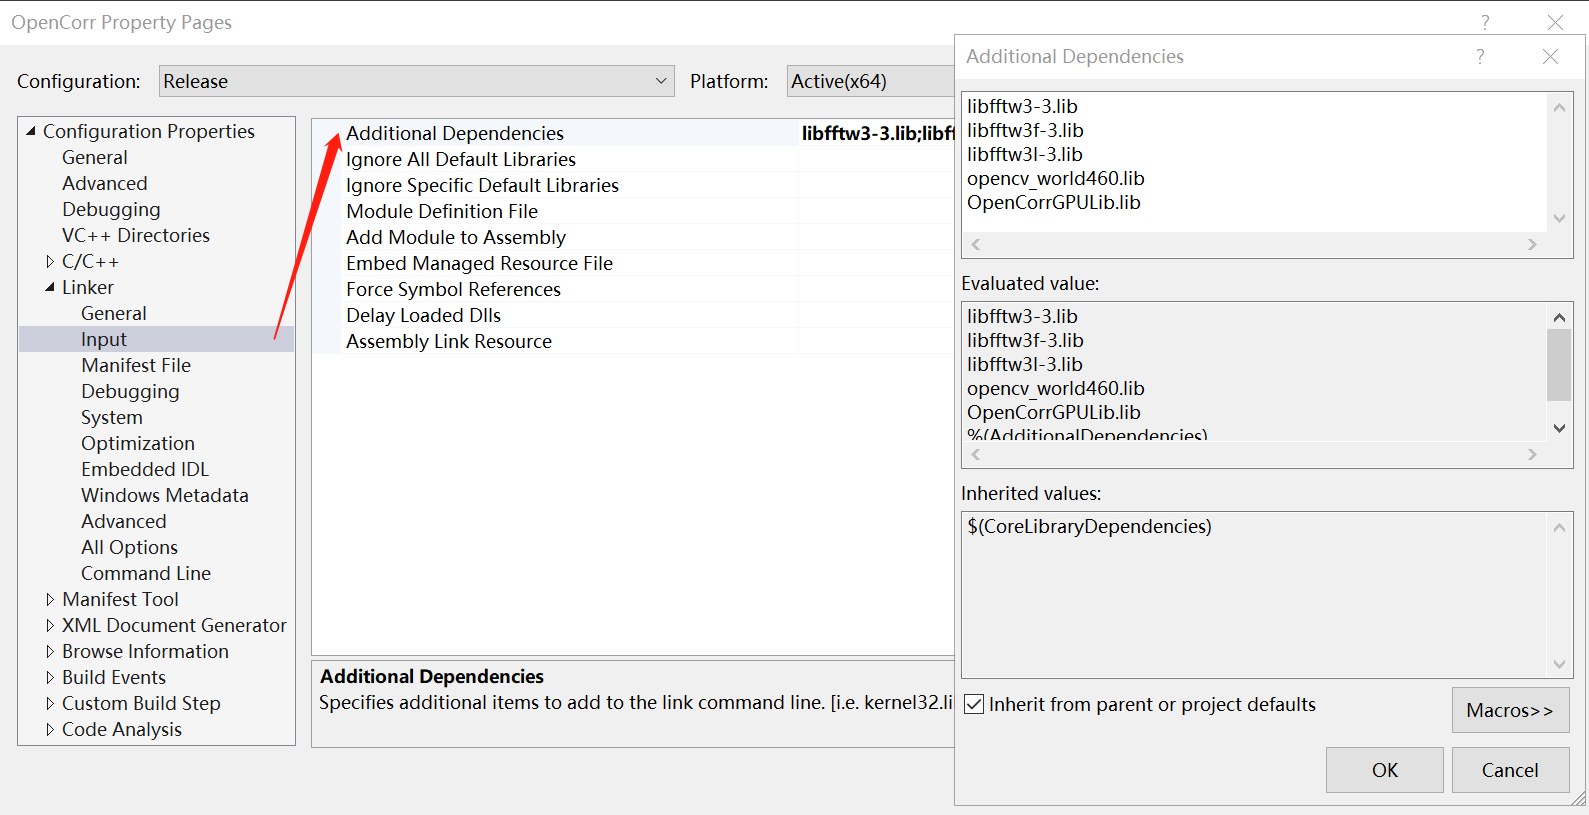 OpenCorr Property Pages
Configuration:
Release
Platform:
Active(x64)
Configuration Properties
General
Advanced
Debugging
VC++ Directories
C/C++
Linker
General
Input
Manifest File
Debugging
System
Optimization
Embedded IDL
Windows Metadata
Advanced
All Options
Command Line
Manifest Tool
XML Document Generator
Browse Information
Build Events
Custom Build Step
Code Analysis
Additional Dependencies
libfftw3-3.lib;libff
Ignore All Default Libraries
Ignore Specific Default Libraries
Module Definition File
Add Module to Assembly
Embed Managed Resource File
Force Symbol References
Delay Loaded Dlls
Assembly Link Resource
Additional Dependencies
Specifies additional items to add to the link command line. [i.e. kernel32.li
Additional Dependencies
libfftw3-3.lib
libfftw3f-3.lib
libfftw3l-3.lib
opencv_world460.lib
OpenCorrGPULib.lib
Evaluated value:
libfftw3-3.lib
libfftw3f-3.lib
libfftw3l-3.lib
opencv_world460.lib
OpenCorrGPULib.lib
%(AdditionalDependencies)
Inherited values:
$(CoreLibraryDependencies)
Inherit from parent or project defaults
Macros>>
OK
Cancel